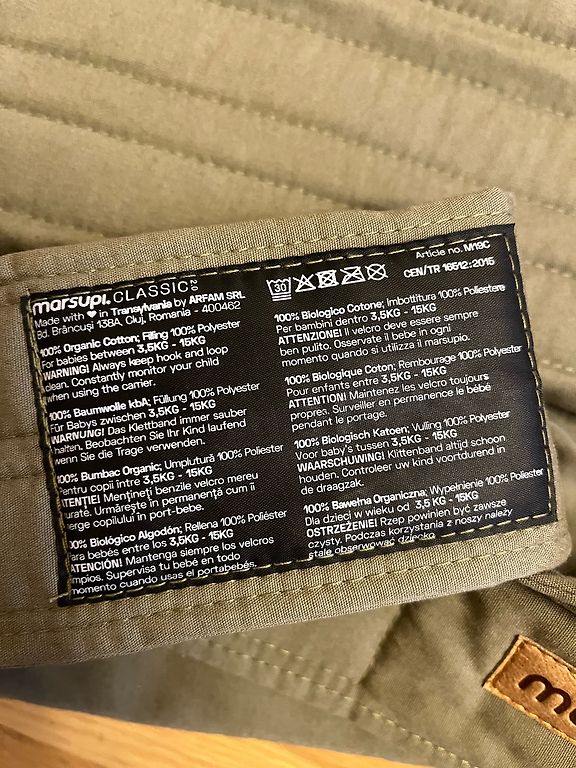 marsupi. CLASSIC 2.0
Made with ❤ in Transylvania by ARFAM SRL
Bd. Brâncuși 138A, Cluj, Romania - 400462
100% Organic Cotton; Filling 100% Polyester
For babies between 3,5KG - 15KG
WARNING! Always keep hook and loop
clean. Constantly monitor your child
when using the carrier.
100% Baumwolle kbA; Füllung 100% Polyester
Für Babys zwischen 3,5KG - 15KG
WARNUNG! Das Klettband immer sauber
halten. Beobachten Sie Ihr Kind laufend
wenn Sie die Trage verwenden.
100% Bumbac Organic; Umplutură 100% Poliester
Pentru copii între 3,5KG - 15KG
ATENȚIE! Mențineți benzile velcro mereu
curate. Urmărește în permanență cum îi
merge copilului în port-bebe.
100% Biológico Algodón; Rellena 100% Poliéster
Para bebés entre los 3,5KG - 15KG
ATENCIÓN! Mantenga siempre los velcros
limpios. Supervisa tu bebé en todo
momento cuando usas el portabebés.
30
Article no. M19C
CEN/TR 16512:2015
100% Biologico Cotone; Imbottitura 100% Poliestere
Per bambini dentro 3,5KG - 15KG
ATTENZIONE! Il velcro deve essere sempre
ben pulito. Osservate il bebe in ogni
momento quando si utilizza il marsupio.
100% Biologique Coton; Rembourage 100% Polyester
Pour enfants entre 3,5KG - 15KG
ATTENTION! Maintenez les velcro toujours
propres. Surveiller en permanence le bébé
pendant le portage.
100% Biologisch Katoen; Vulling 100% Polyester
Voor baby's tussen 3,5KG - 15KG
WAARSCHUWING! Klittenband altijd schoon
houden. Controleer uw kind voortdurend in
de draagzak.
100% Bawełna Organiczna; Wypełnienie 100% Polyester
Dla dzieci w wieku od 3,5 KG - 15KG
OSTRZEŻENIE! Rzep powinien być zawsze
czysty. Podczas korzystania z noszy należy
stale obserwować dziecko